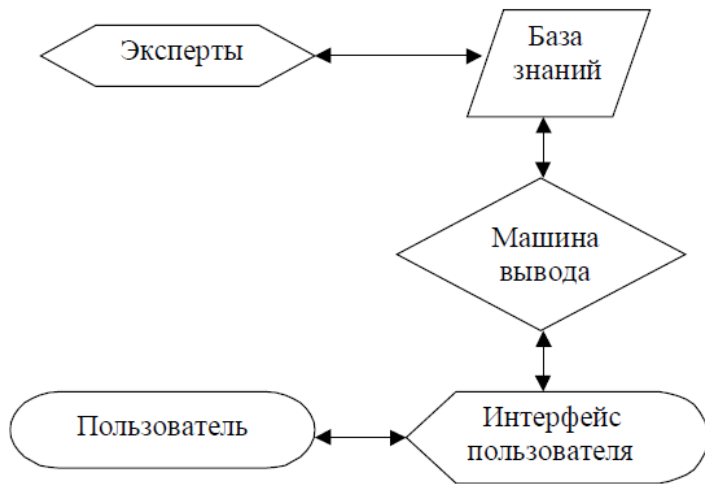 Эксперты
База
знаний
Машина
вывода
Пользователь
Интерфейс
пользователя